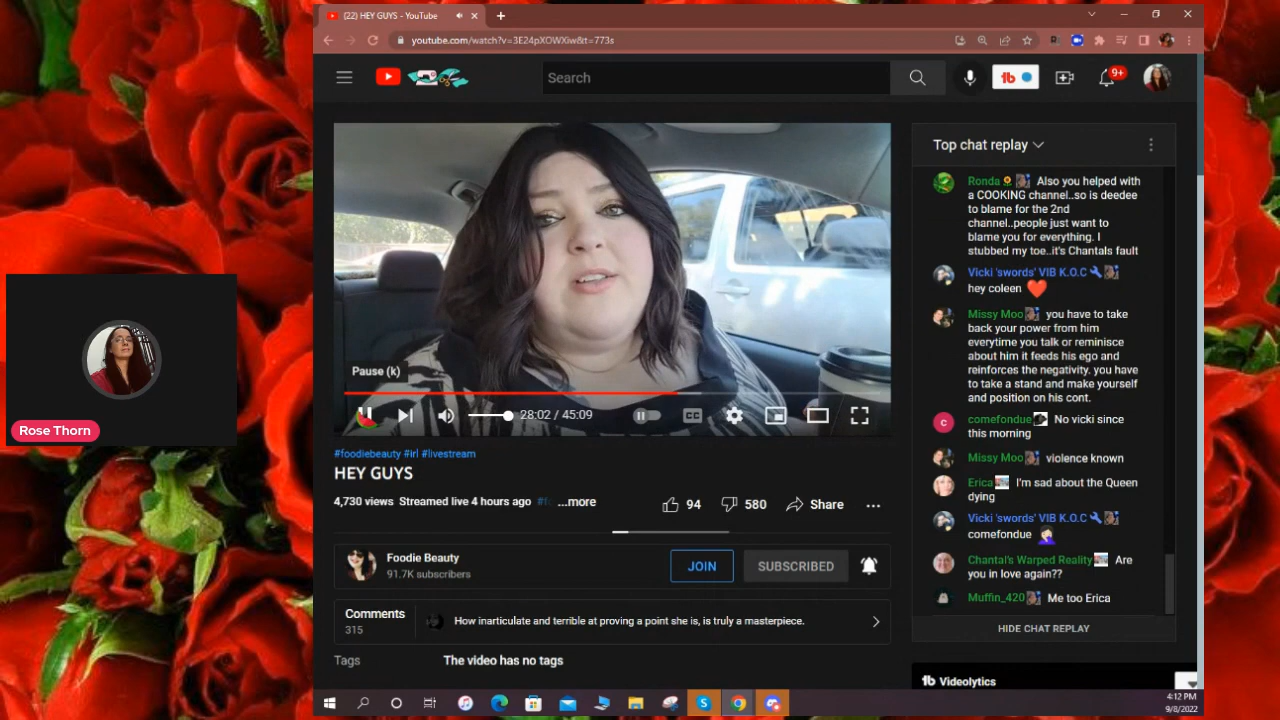 (22) HEY GUYS - YouTube
youtube.com/watch?v=3E24pXOWXiw&t=773s
Search
9+
Top chat replay
Ronda Also you helped with
a COOKING channel..so is deedee
to blame for the 2nd
channel..people just want to
blame you for everything. I
stubbed my toe..it's Chantals fault
Vicki 'swords' VIB K.O.C
hey coleen
Missy Moo you have to take
back your power from him
everyime you talk or reminisce
about him it feeds his ego and
reinforces the negativity. you have
to take a stand and make yourself
and position on his cont.
comefondue No vicki since
this morning
Missy Moo violence known
Erica I'm sad about the Queen
dying
Vicki 'swords' VIB K.O.C
comefondue
Chantal's Warped Reality Are
you in love again??
Muffin_420 Me too Erica
HIDE CHAT REPLAY
Pause (k)
28:02 / 45:09
CC
#foodiebeauty #irl #livestream
HEY GUYS
4,730 views Streamed live 4 hours ago ...more
94
580
Share
Foodie Beauty
91.7K subscribers
JOIN
SUBSCRIBED
Comments
315
How inarticulate and terrible at proving a point she is, is truly a masterpiece.
Tags
The video has no tags
tb Videolytics
Rose Thorn
4:12 PM
9/8/2022